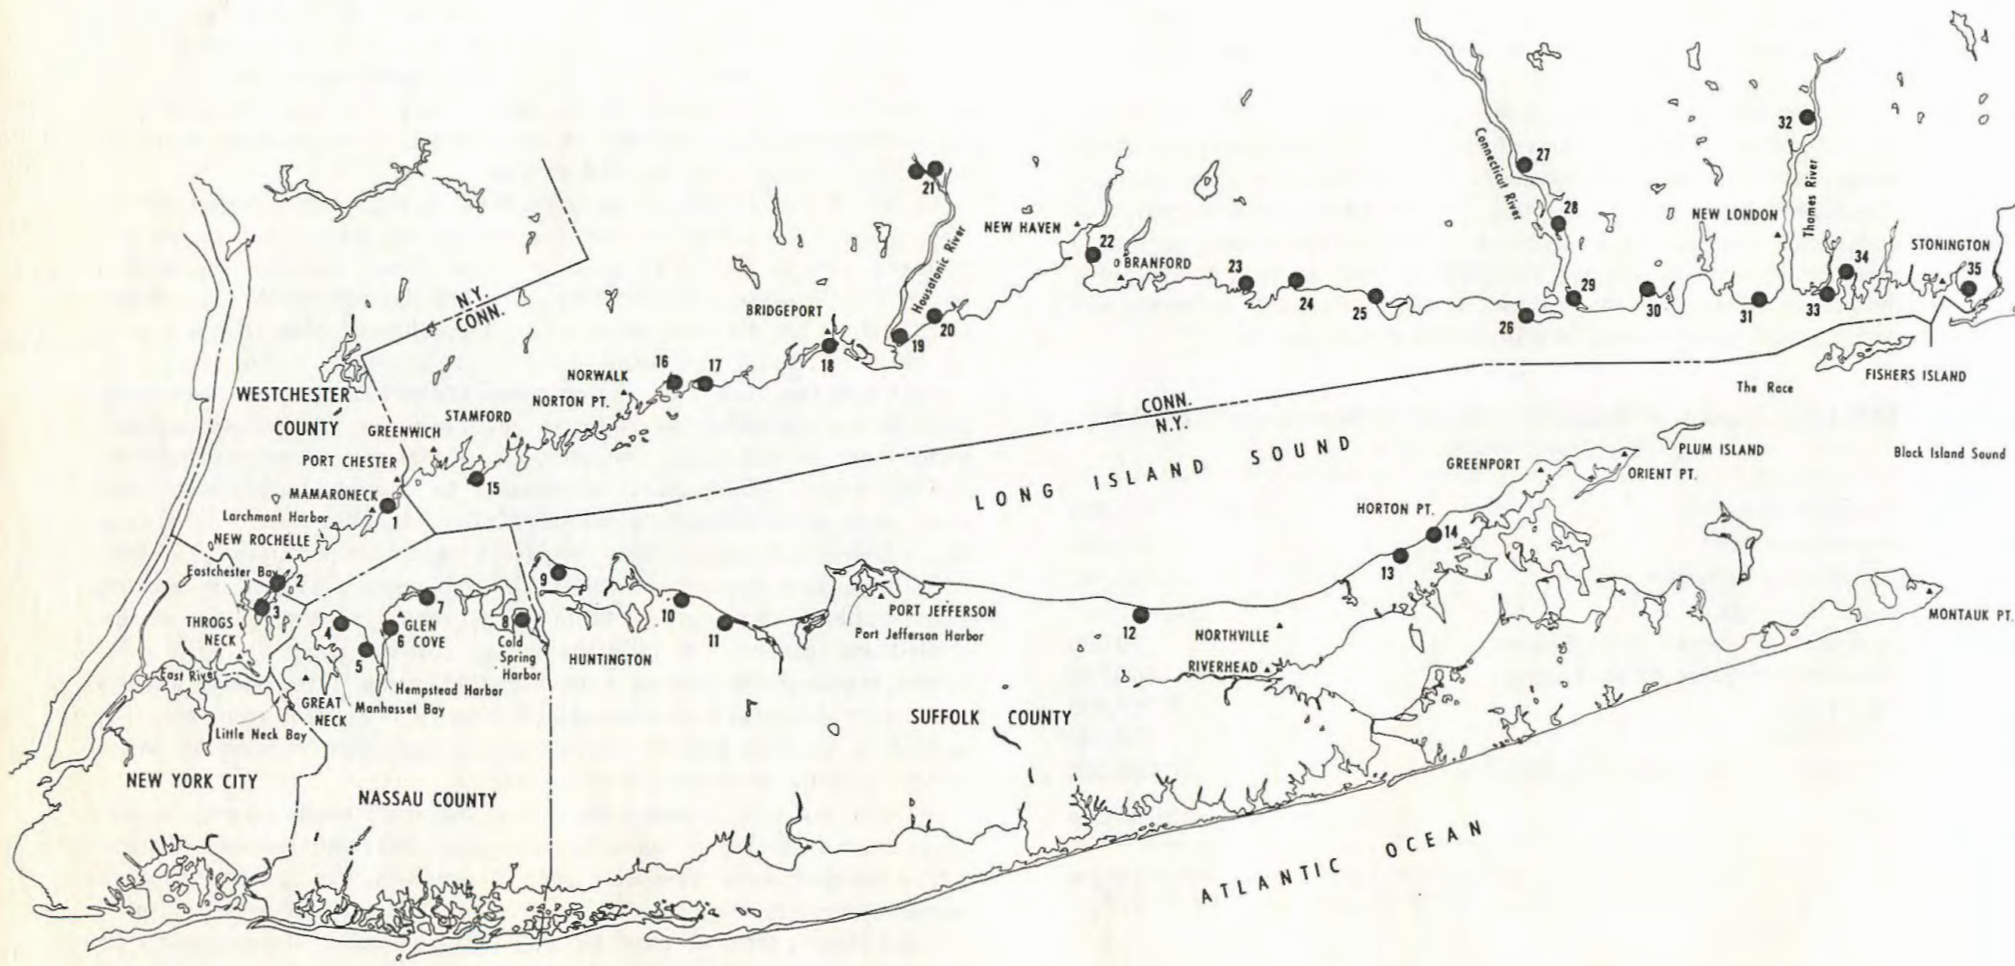 32
27
Connecticut River
21
28
NEW LONDON
Thames River
NEW HAVEN
22
BRANFORD
Housatonic River
STONINGTON
23
34
35
24
25
29
30
31
33
26
N.Y.
CONN.
BRIDGEPORT
20
19
18
16
17
NORWALK
NORTON PT.
FISHERS ISLAND
The Race
WESTCHESTER
COUNTY
STAMFORD
GREENWICH
PORT CHESTER
CONN.
N.Y.
LONG ISLAND SOUND
PLUM ISLAND
Block Island Sound
GREENPORT
ORIENT PT.
15
MAMARONECK
Larchmont Harbor
1
NEW ROCHELLE
HORTON PT.
14
13
Eastchester Bay
2
3
THROGS
NECK
4
5
7
GLEN
6 COVE
9
8
Cold
Spring
Harbor
10
11
HUNTINGTON
PORT JEFFERSON
Port Jefferson Harbor
12
NORTHVILLE
RIVERHEAD
MONTAUK PT.
East River
Hempstead Harbor
GREAT
NECK
Manhasset Bay
Little Neck Bay
SUFFOLK COUNTY
NEW YORK CITY
NASSAU COUNTY
ATLANTIC OCEAN